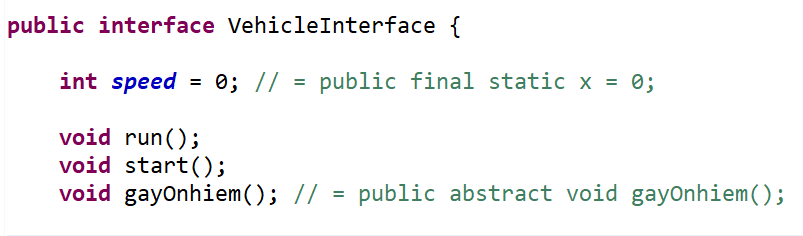 public interface VehicleInterface {
int speed = 0; // = public final static x = 0;
void run();
void start();
void gayOnhiem(); // = public abstract void gayOnhiem();